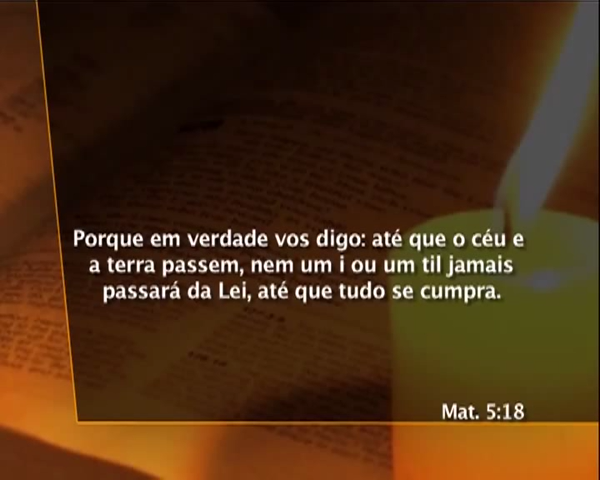 Porque em verdade vos digo: até que o céu e
a terra passem, nem um i ou um til jamais
passará da Lei, até que tudo se cumpra.
Mat. 5:18